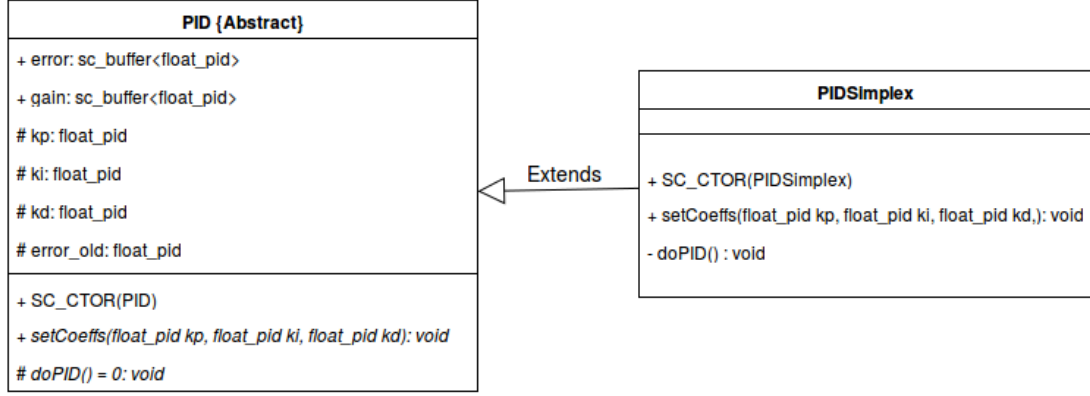 PID {Abstract}
+ error: sc_buffer<float_pid>
+ gain: sc_buffer<float_pid>
# kp: float_pid
# ki: float_pid
# kd: float_pid
# error_old: float_pid
+ SC_CTOR(PID)
+ setCoeffs(float_pid kp, float_pid ki, float_pid kd): void
# doPID() = 0: void
Extends
PIDSimplex
+ SC_CTOR(PIDSimplex)
+ setCoeffs(float_pid kp, float_pid ki, float_pid kd,): void
- doPID() : void